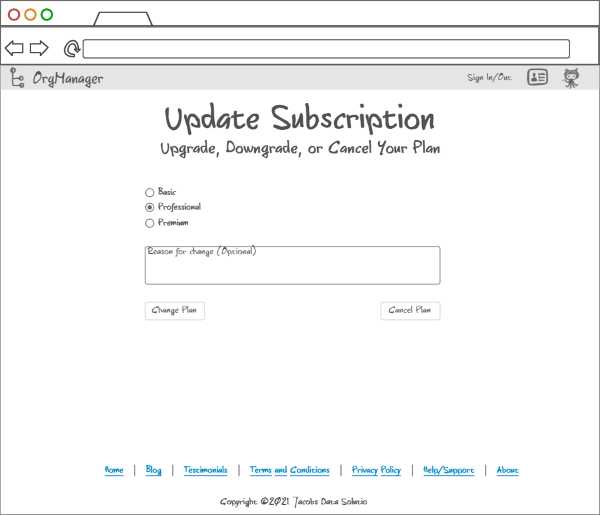 OrgManager Sign In/Out
Update Subscription
Upgrade, Downgrade, or Cancel Your Plan
Basic
Professional
Premium
Reason for change (Optional)
Change Plan Cancel Plan
Home | Blog | Testimonials | Terms and Conditions | Privacy Policy | Help/Support | About
Copyright ©2021 Jacobs Data Solutio